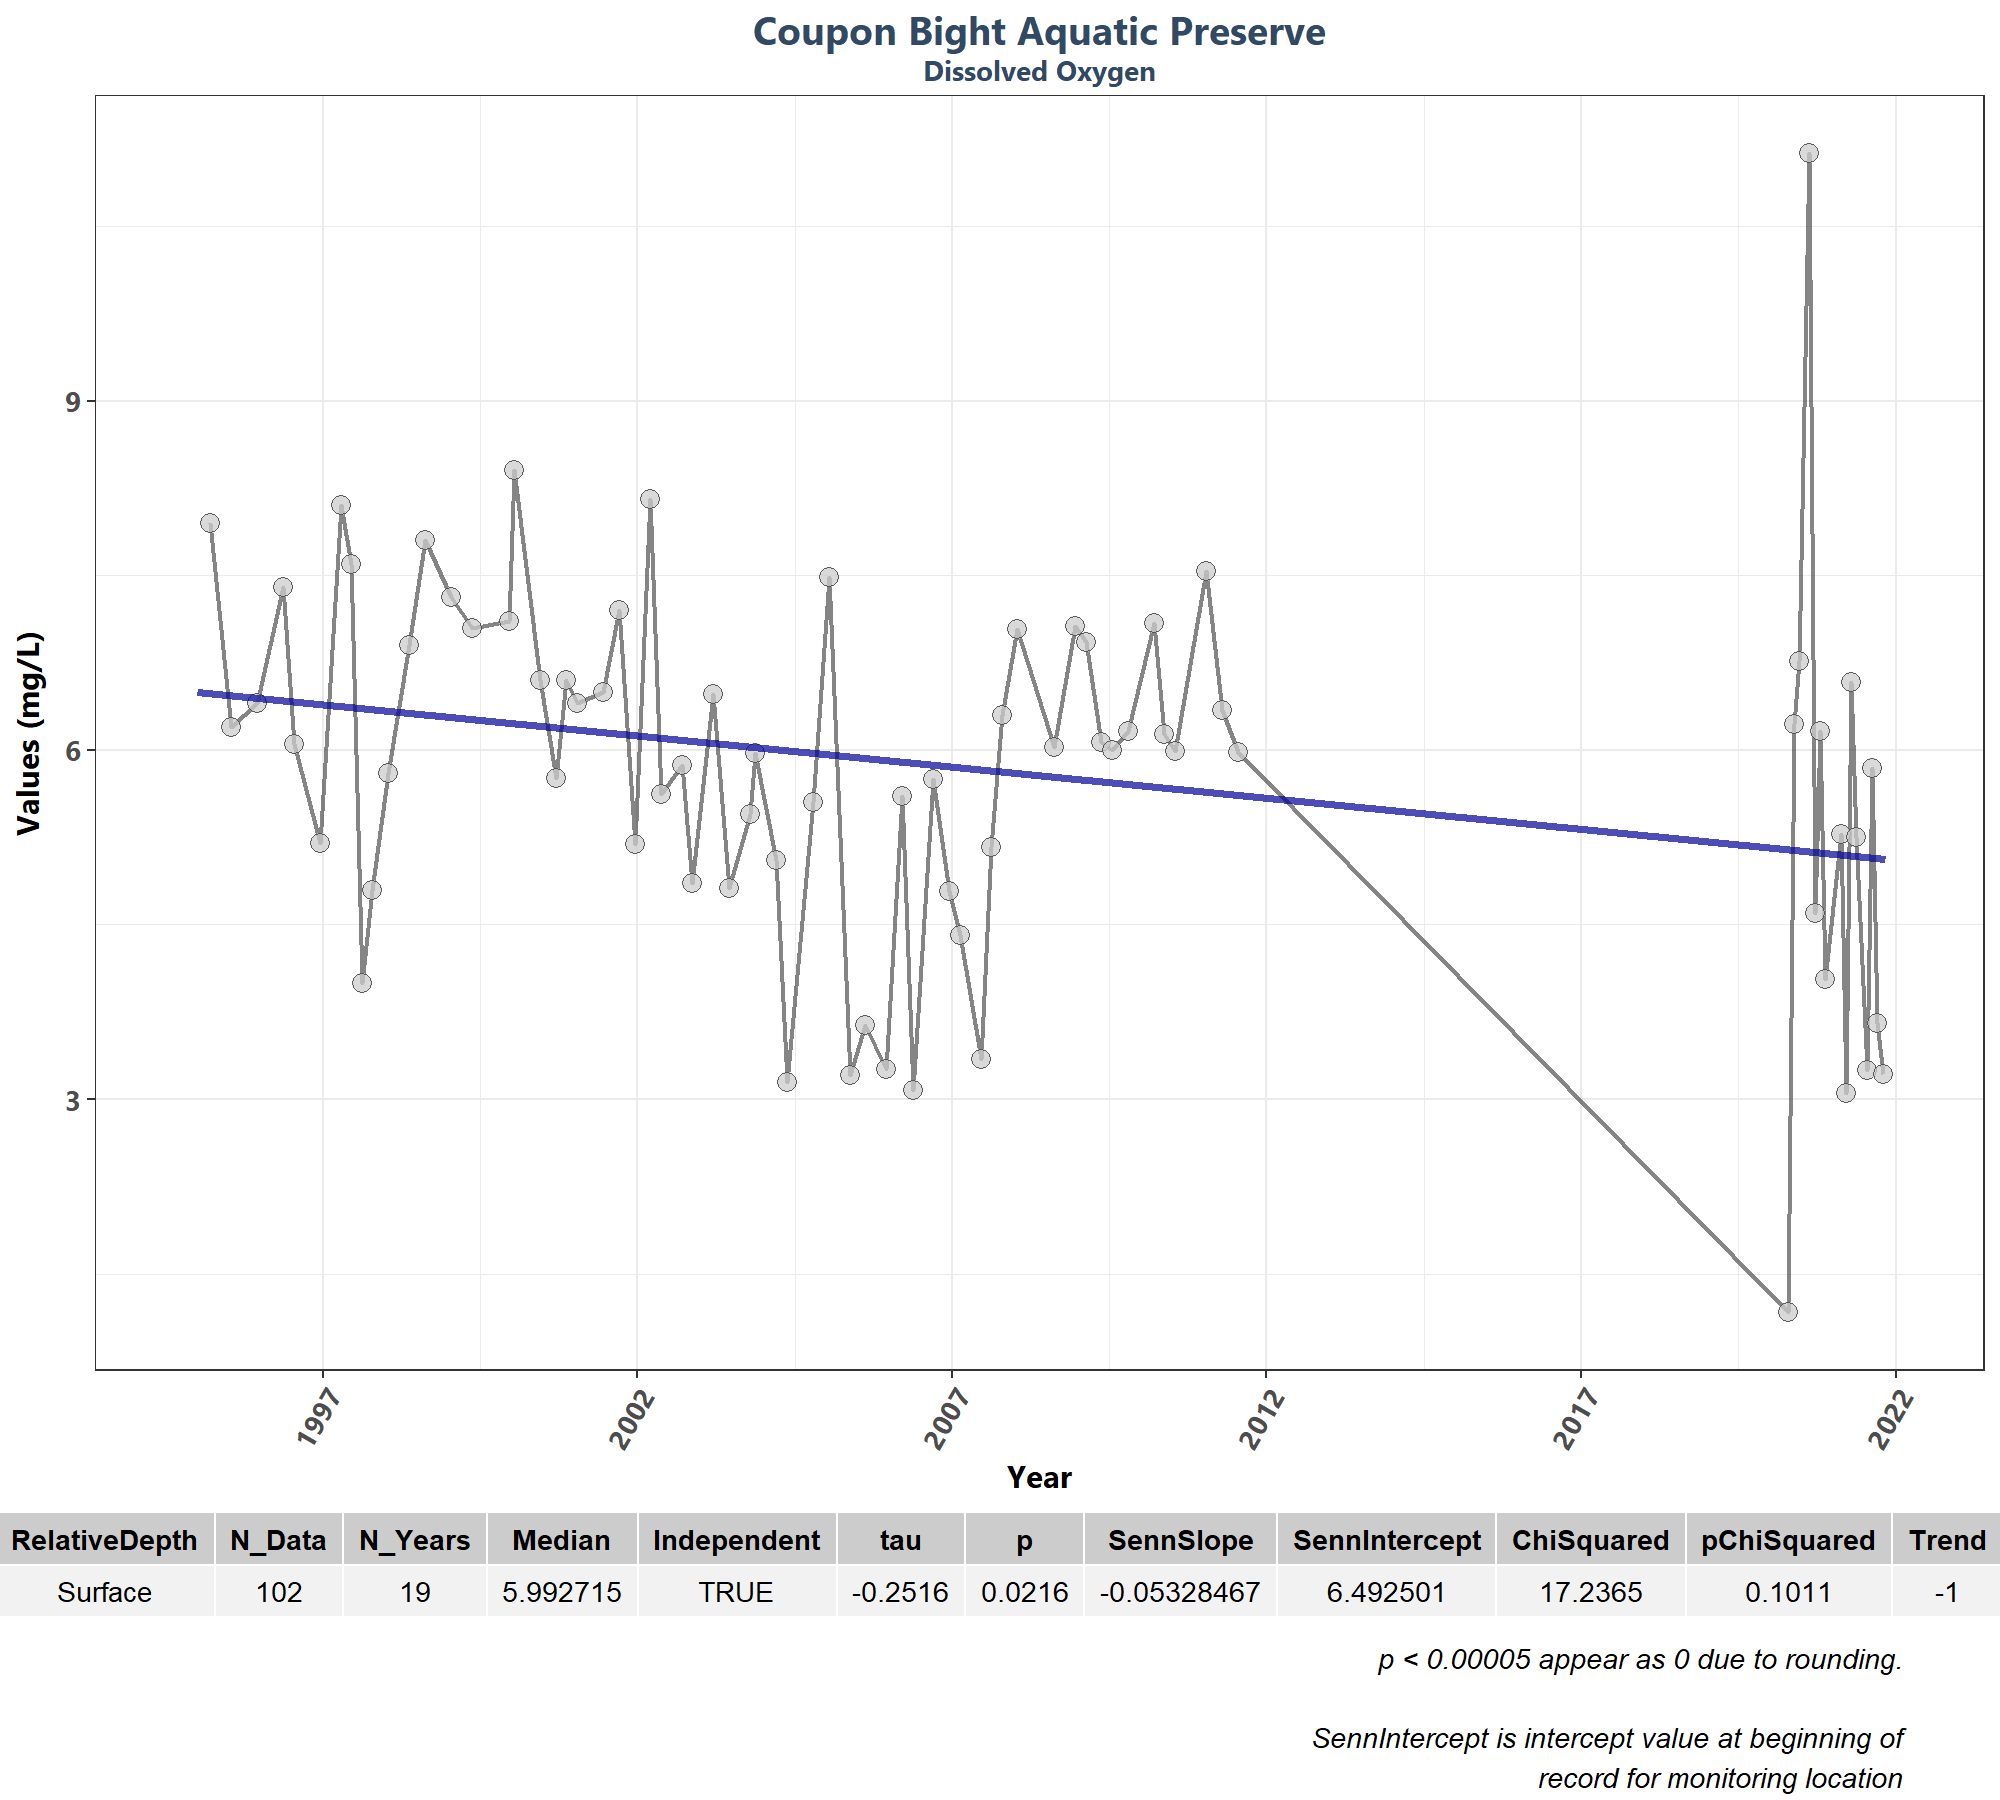 Coupon Bight Aquatic Preserve
Dissolved Oxygen
Values (mg/L)
9
6
3
1997
2002
2007
2012
2017
2022
Year
RelativeDepth N_Data N_Years Median Independent tau p SennSlope SennIntercept ChiSquared pChiSquared Trend
Surface 102 19 5.992715 TRUE -0.2516 0.0216 -0.05328467 6.492501 17.2365 0.1011 -1
p < 0.00005 appear as 0 due to rounding.
SennIntercept is intercept value at beginning of
record for monitoring location